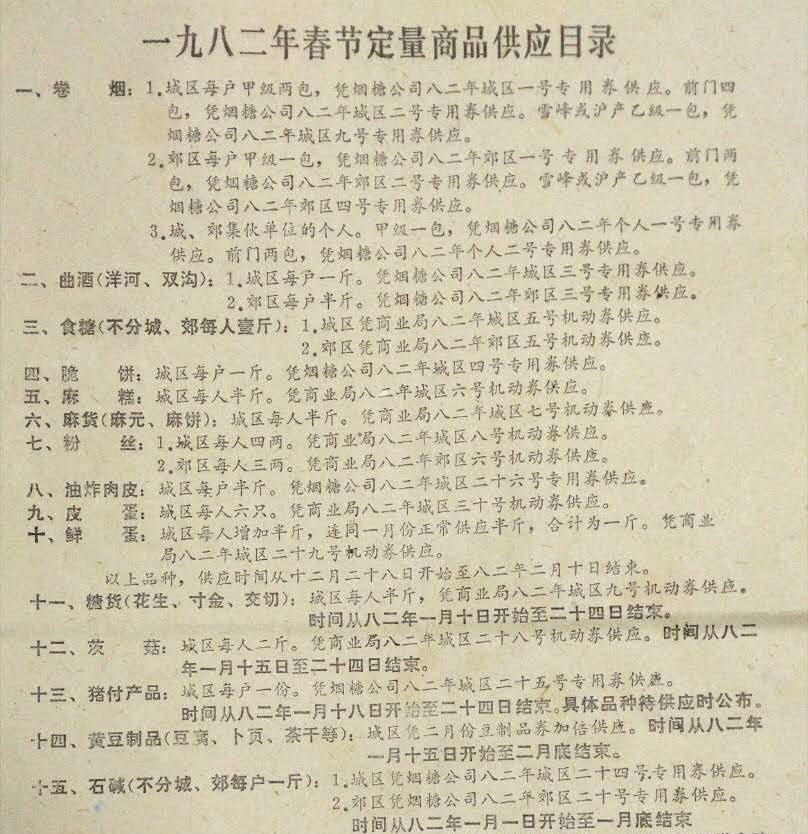 一九八二年春节定量商品供应目录
一、卷　　烟：1.城区每户甲级两包，凭烟糖公司八二年城区一号专用券供应。前门四
包，凭烟糖公司八二年城区二号专用券供应。雪峰或沪产乙级一包，凭
烟糖公司八二年城区九号专用券供应。
2.郊区每户甲级一包，凭烟糖公司八二年郊区一号专用券供应。前门两
包，凭烟糖公司八二年郊区二号专用券供应。雪峰或沪产乙级一包，凭
烟糖公司八二年郊区四号专用券供应。
3.城、郊集伙单位的个人。甲级一包，凭烟糖公司八二年个人一号专用券
供应。前门两包，凭烟糖公司八二年个人二号专用券供应。
二、曲酒(洋河、双沟)：1.城区每户一斤。凭烟糖公司八二年城区三号专用券供应。
2.郊区每户半斤。凭烟糖公司八二年郊区三号专用券供应。
三、食糖(不分城、郊每人壹斤)：1.城区凭商业局八二年城区五号机动券供应。
2.郊区凭商业局八二年郊区五号机动券供应。
四、脆　　饼：城区每户一斤。凭烟糖公司八二年城区四号专用券供应。
五、麻　　糕：城区每人半斤。凭商业局八二年城区六号机动券供应。
六、麻货(麻元、麻饼)：城区每人半斤。凭商业局八二年城区七号机动券供应。
七、粉　　丝：1.城区每人四两。凭商业局八二年城区八号机动券供应。
2.郊区每人三两。凭商业局八二年郊区六号机动券供应。
八、油炸肉皮：城区每户半斤。凭烟糖公司八二年城区二十六号专用券供应。
九、皮　　蛋：城区每人六只。凭商业局八二年城区三十号机动券供应。
十、鲜　　蛋：城区每人增加半斤，连同一月份正常供应半斤，合计为一斤。凭商业
局八二年城区二十九号机动券供应。
以上品种，供应时间从十二月二十八日开始至八二年二月十日结束。
十一、糖货(花生、寸金、交切)：城区每人半斤，凭商业局八二年城区九号机动券供应。
时间从八二年一月十日开始至二十四日结束。
十二、茨　　菇：城区每人二斤。凭商业局八二年城区二十八号机动券供应。时间从八二
年一月十五日至二十四日结束。
十三、猪付产品：城区每户一份。凭烟糖公司八二年城区二十五号专用券供应。
时间从八二年一月十八日开始至二十四日结束。具体品种待供应时公布。
十四、黄豆制品(豆腐、卜页、茶干等)：城区凭二月份豆制品券加倍供应。时间从八二年
一月十五日开始至二月底结束。
十五、石碱(不分城、郊每户一斤)：1.城区凭烟糖公司八二年城区二十四号专用券供应。
2.郊区凭烟糖公司八二年郊区二十号专用券供应。
时间从八二年一月一日开始至一月底结束